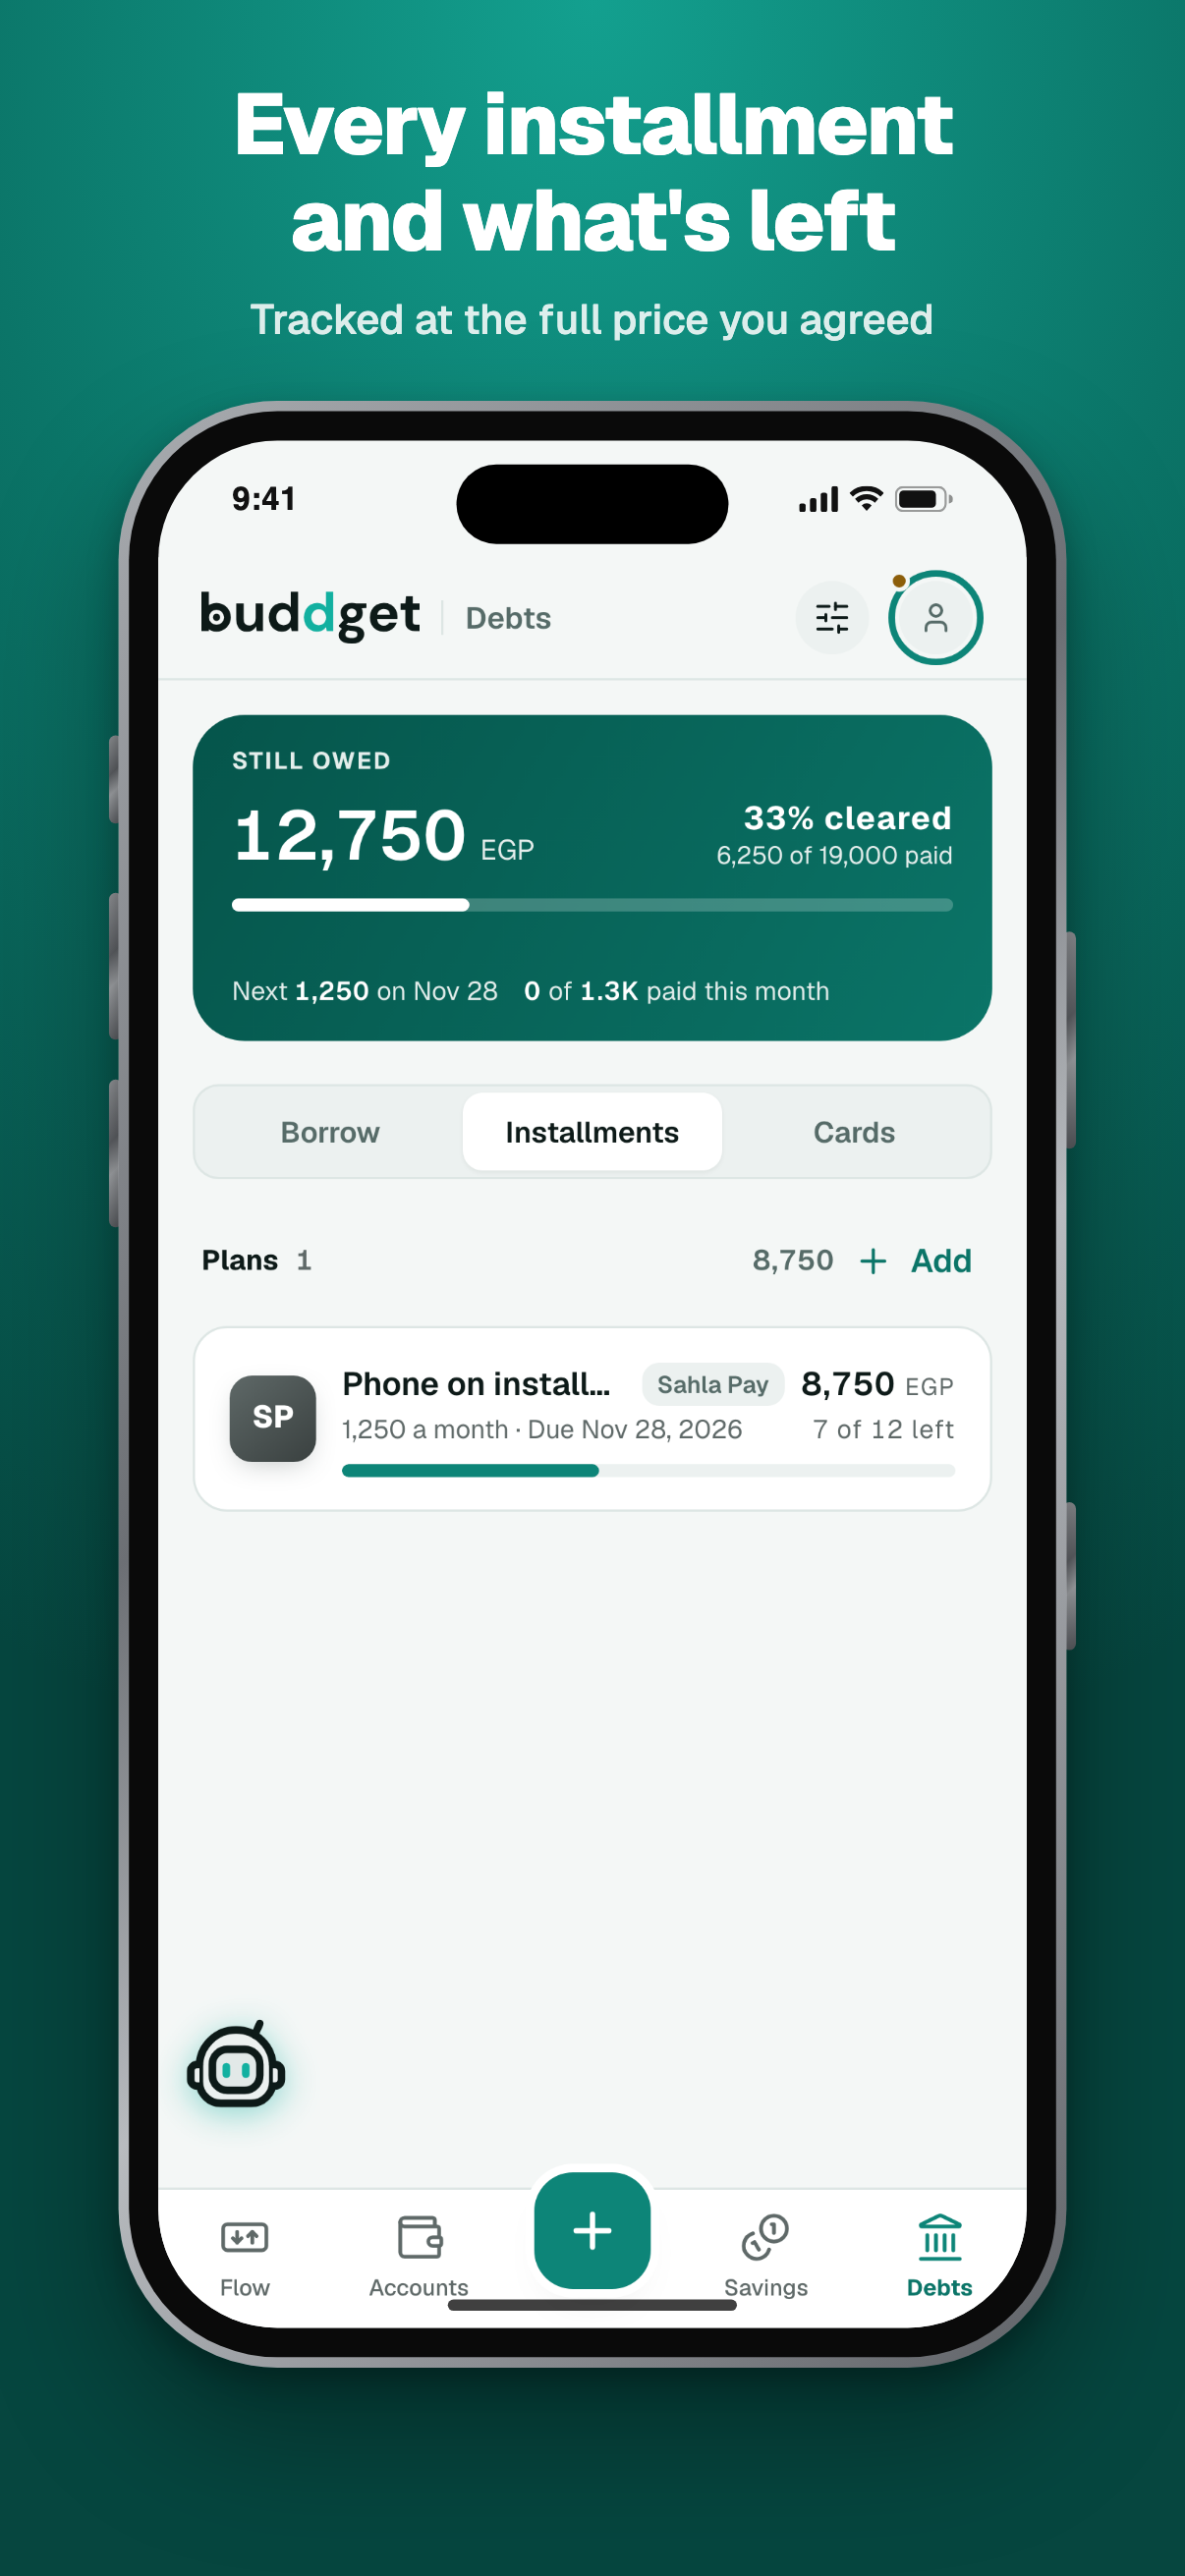 Every installment
and what's left
Tracked at the full price you agreed
9:41
buddget | Debts
STILL OWED
12,750 EGP
33% cleared
6,250 of 19,000 paid
Next 1,250 on Nov 28 0 of 1.3K paid this month
Borrow Installments Cards
Plans 1 8,750 + Add
SP
Phone on install... Sahla Pay 8,750 EGP
1,250 a month · Due Nov 28, 2026 7 of 12 left
Flow Accounts Savings Debts